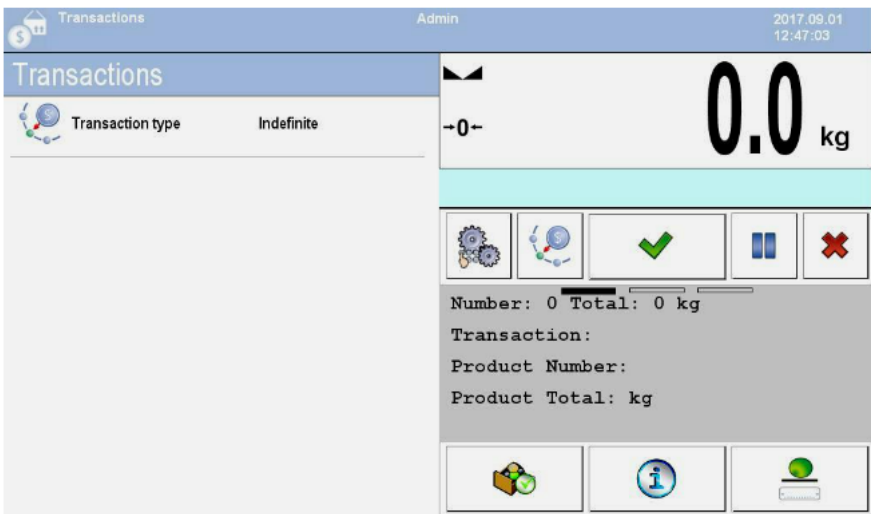 Transactions
Admin
2017.09.01
12:47:03
Transactions
Transaction type Indefinite
0.0 kg
→0←
Number: 0 Total: 0 kg
Transaction:
Product Number:
Product Total: kg